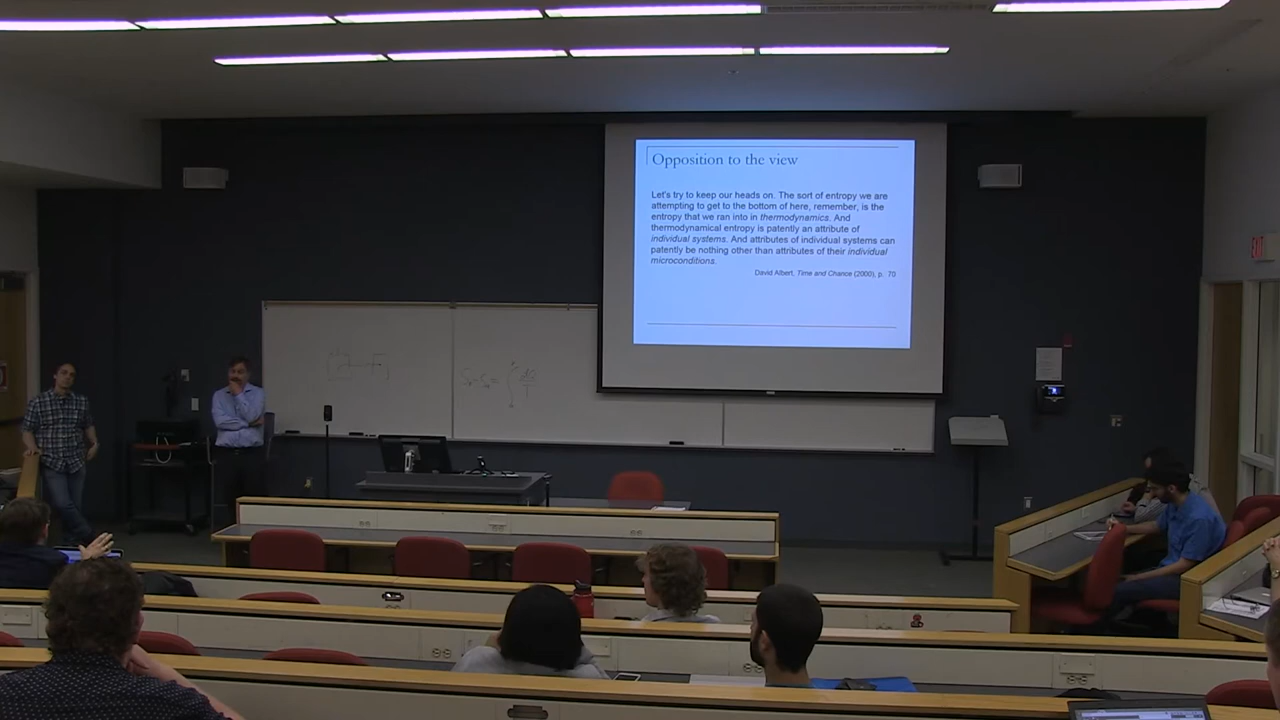 Opposition to the view
Let's try to keep our heads on. The sort of entropy we are
attempting to get to the bottom of here, remember, is the
entropy that we ran into in thermodynamics. And
thermodynamical entropy is patently an attribute of
individual systems. And attributes of individual systems can
patently be nothing other than attributes of their individual
microconditions.
David Albert, Time and Chance (2000), p. 70